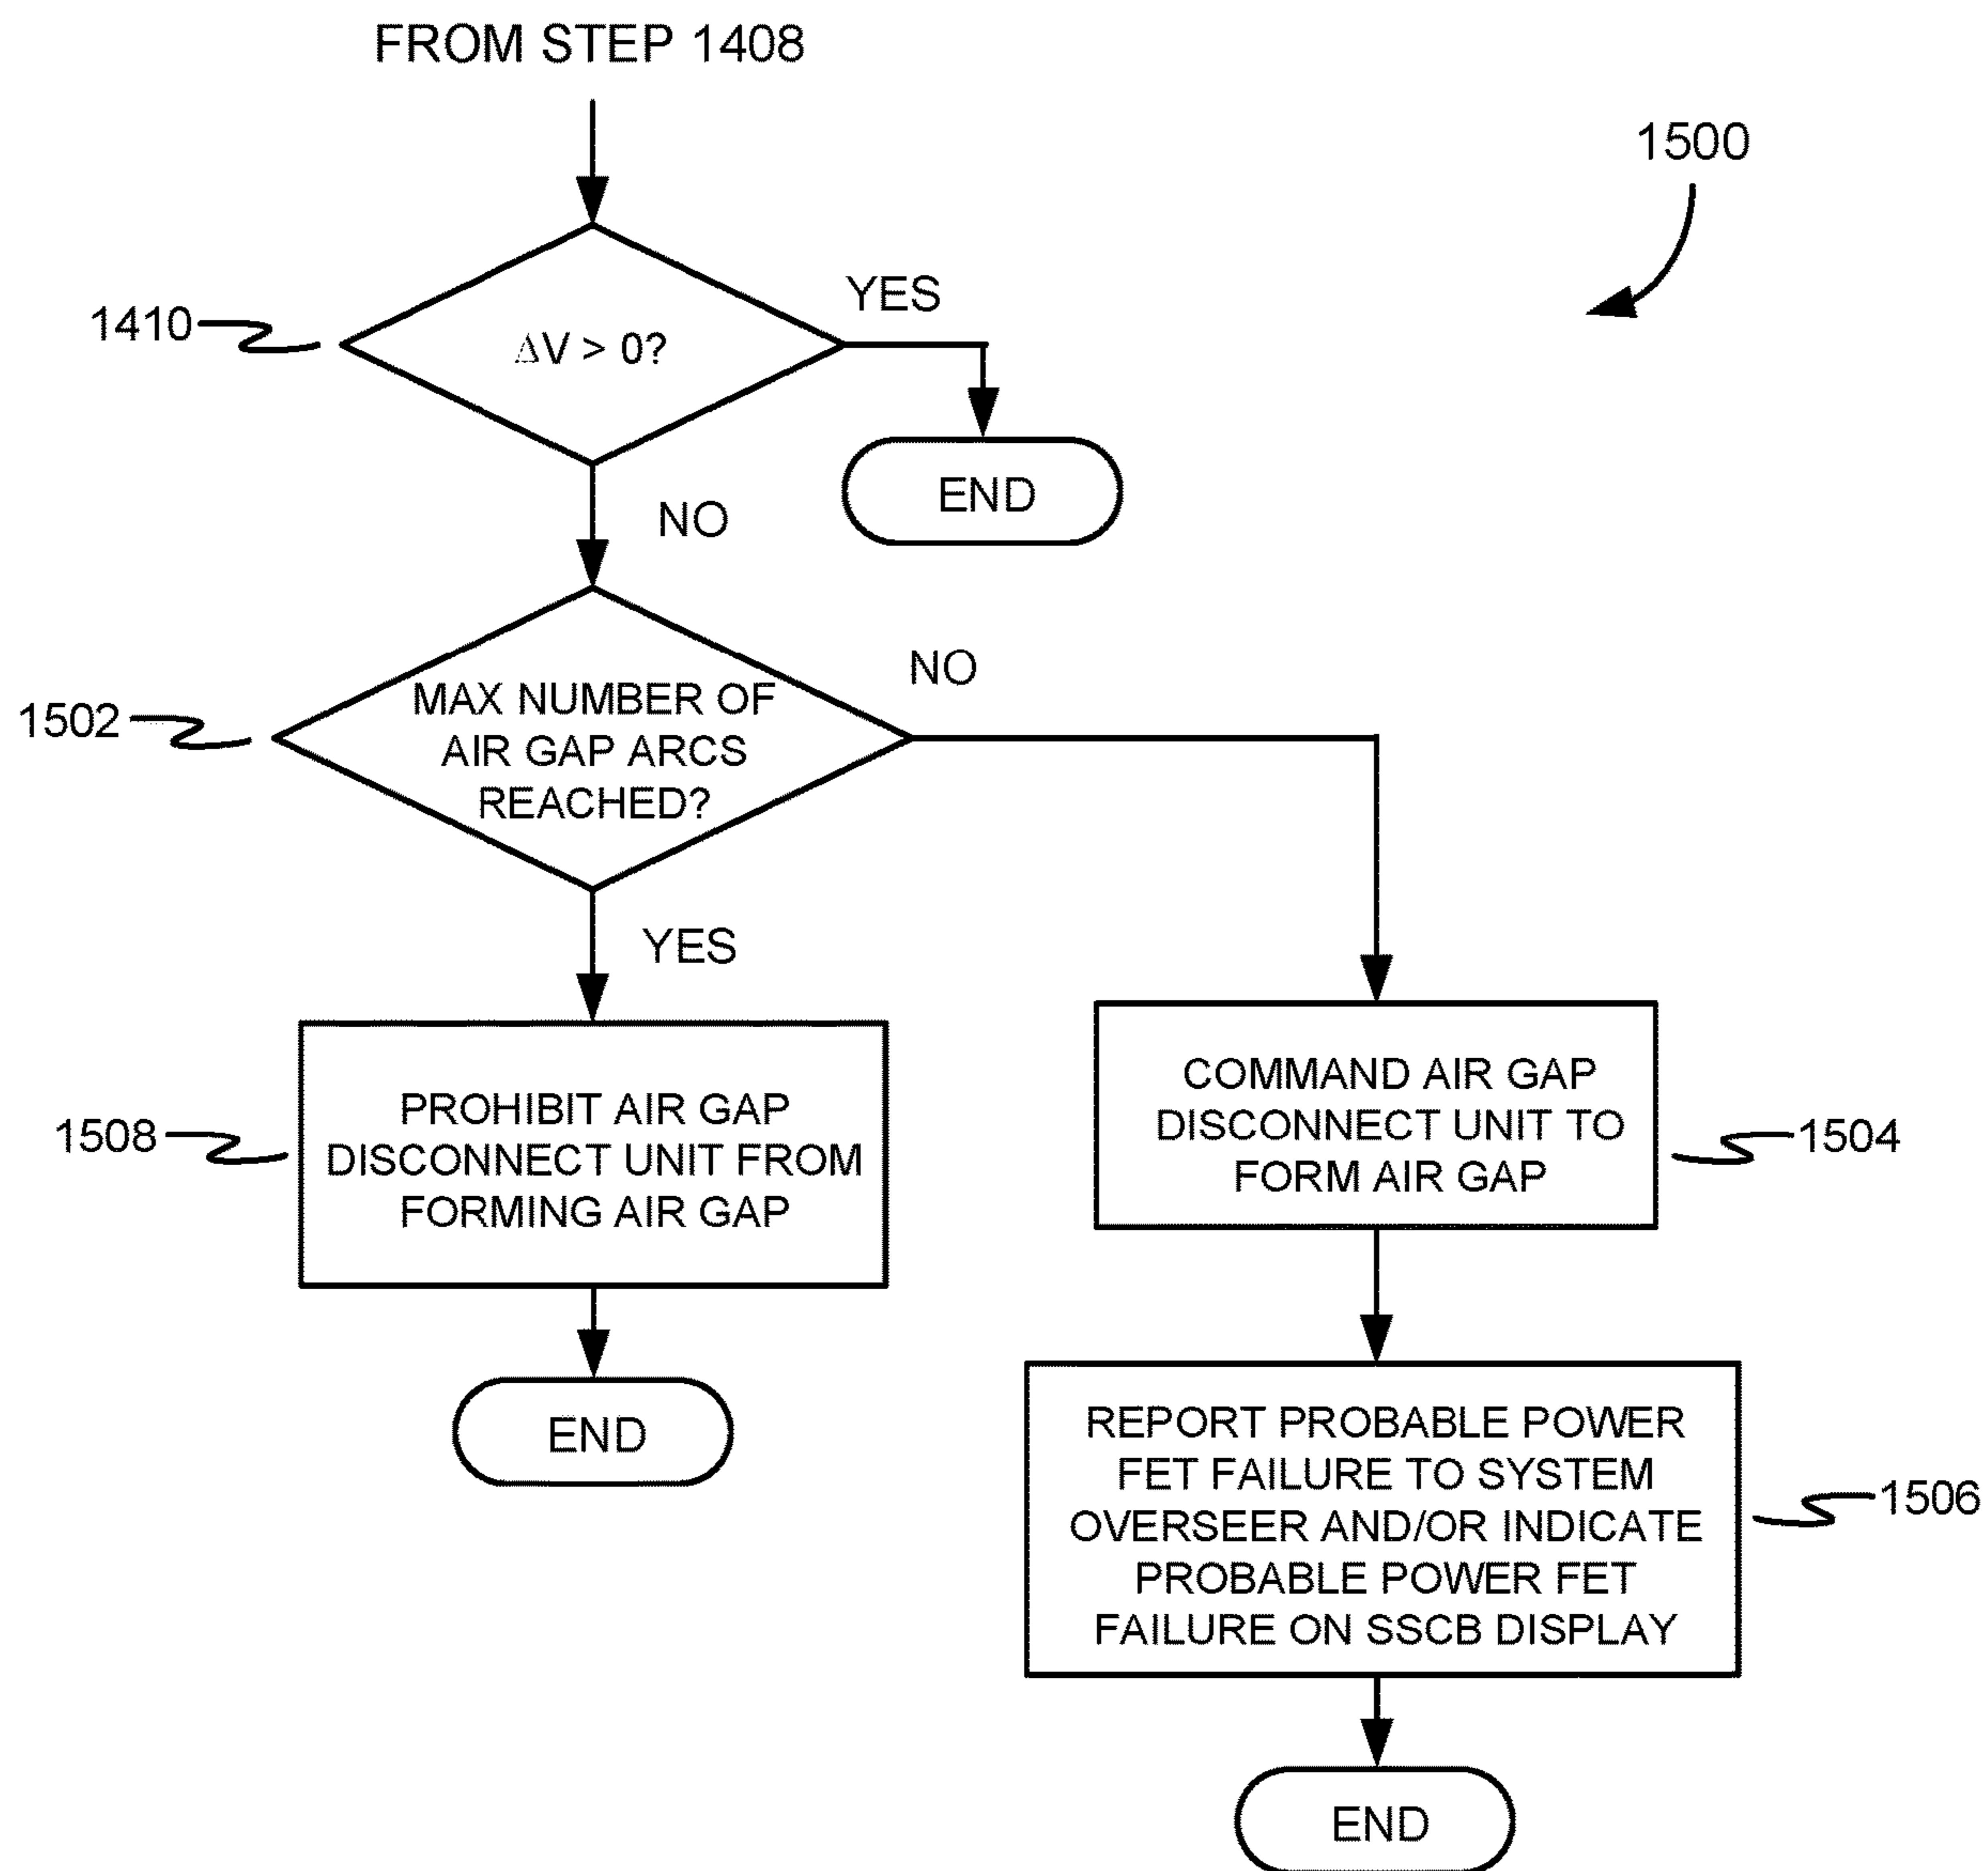 FROM STEP 1408
1500
1410
ΔV > 0?
YES
END
NO
1502
MAX NUMBER OF
AIR GAP ARCS
REACHED?
NO
YES
1508
PROHIBIT AIR GAP
DISCONNECT UNIT FROM
FORMING AIR GAP
END
COMMAND AIR GAP
DISCONNECT UNIT TO
FORM AIR GAP
1504
REPORT PROBABLE POWER
FET FAILURE TO SYSTEM
OVERSEER AND/OR INDICATE
PROBABLE POWER FET
FAILURE ON SSCB DISPLAY
1506
END